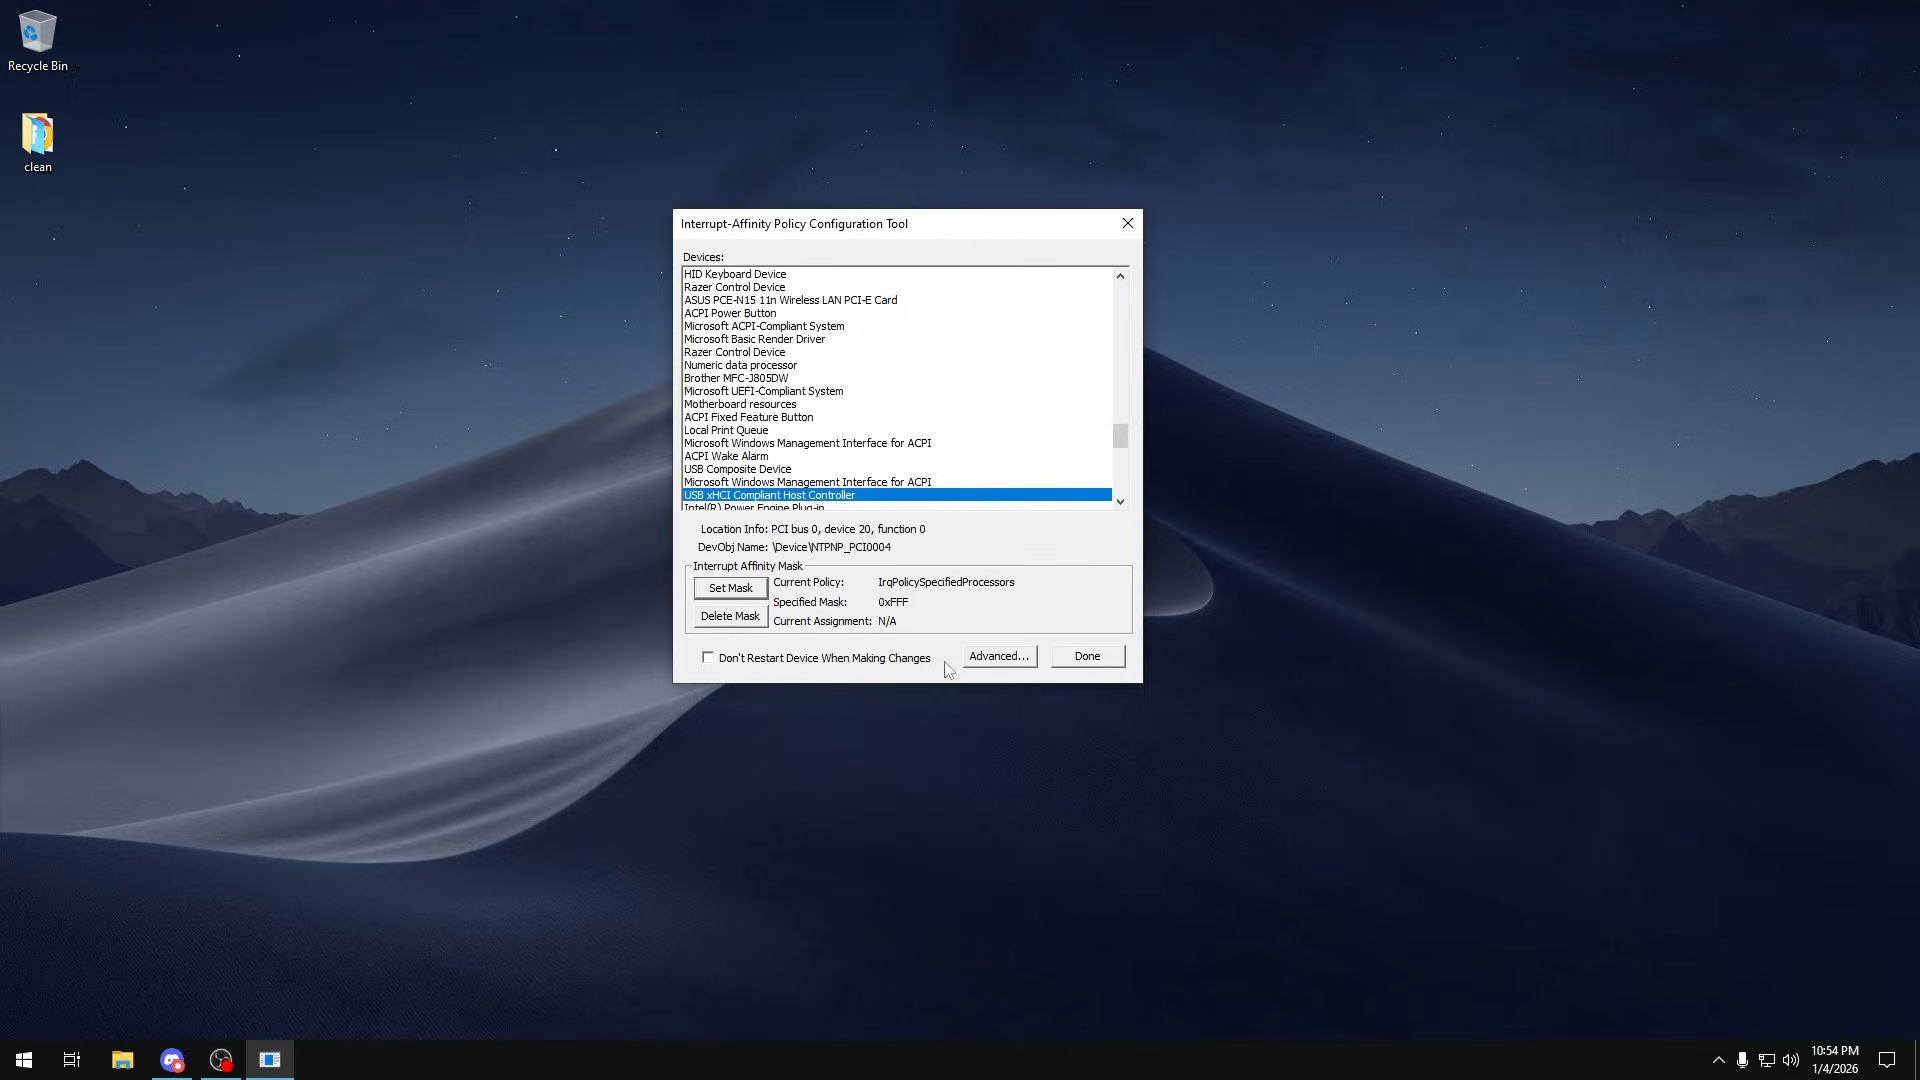 Recycle Bin
clean
Interrupt-Affinity Policy Configuration Tool
Devices:
HID Keyboard Device
Razer Control Device
ASUS PCE-N15 11n Wireless LAN PCI-E Card
ACPI Power Button
Microsoft ACPI-Compliant System
Microsoft Basic Render Driver
Razer Control Device
Numeric data processor
Brother MFC-J805DW
Microsoft UEFI-Compliant System
Motherboard resources
ACPI Fixed Feature Button
Local Print Queue
Microsoft Windows Management Interface for ACPI
ACPI Wake Alarm
USB Composite Device
Microsoft Windows Management Interface for ACPI
USB xHCI Compliant Host Controller
Intel(R) Power Engine Plug-in
Location Info: PCI bus 0, device 20, function 0
DevObj Name: \Device\NTPNP_PCI0004
Interrupt Affinity Mask
Set Mask
Current Policy: IrqPolicySpecifiedProcessors
Specified Mask: 0xFFF
Delete Mask
Current Assignment: N/A
Don't Restart Device When Making Changes
Advanced...
Done
10:54 PM
1/4/2026